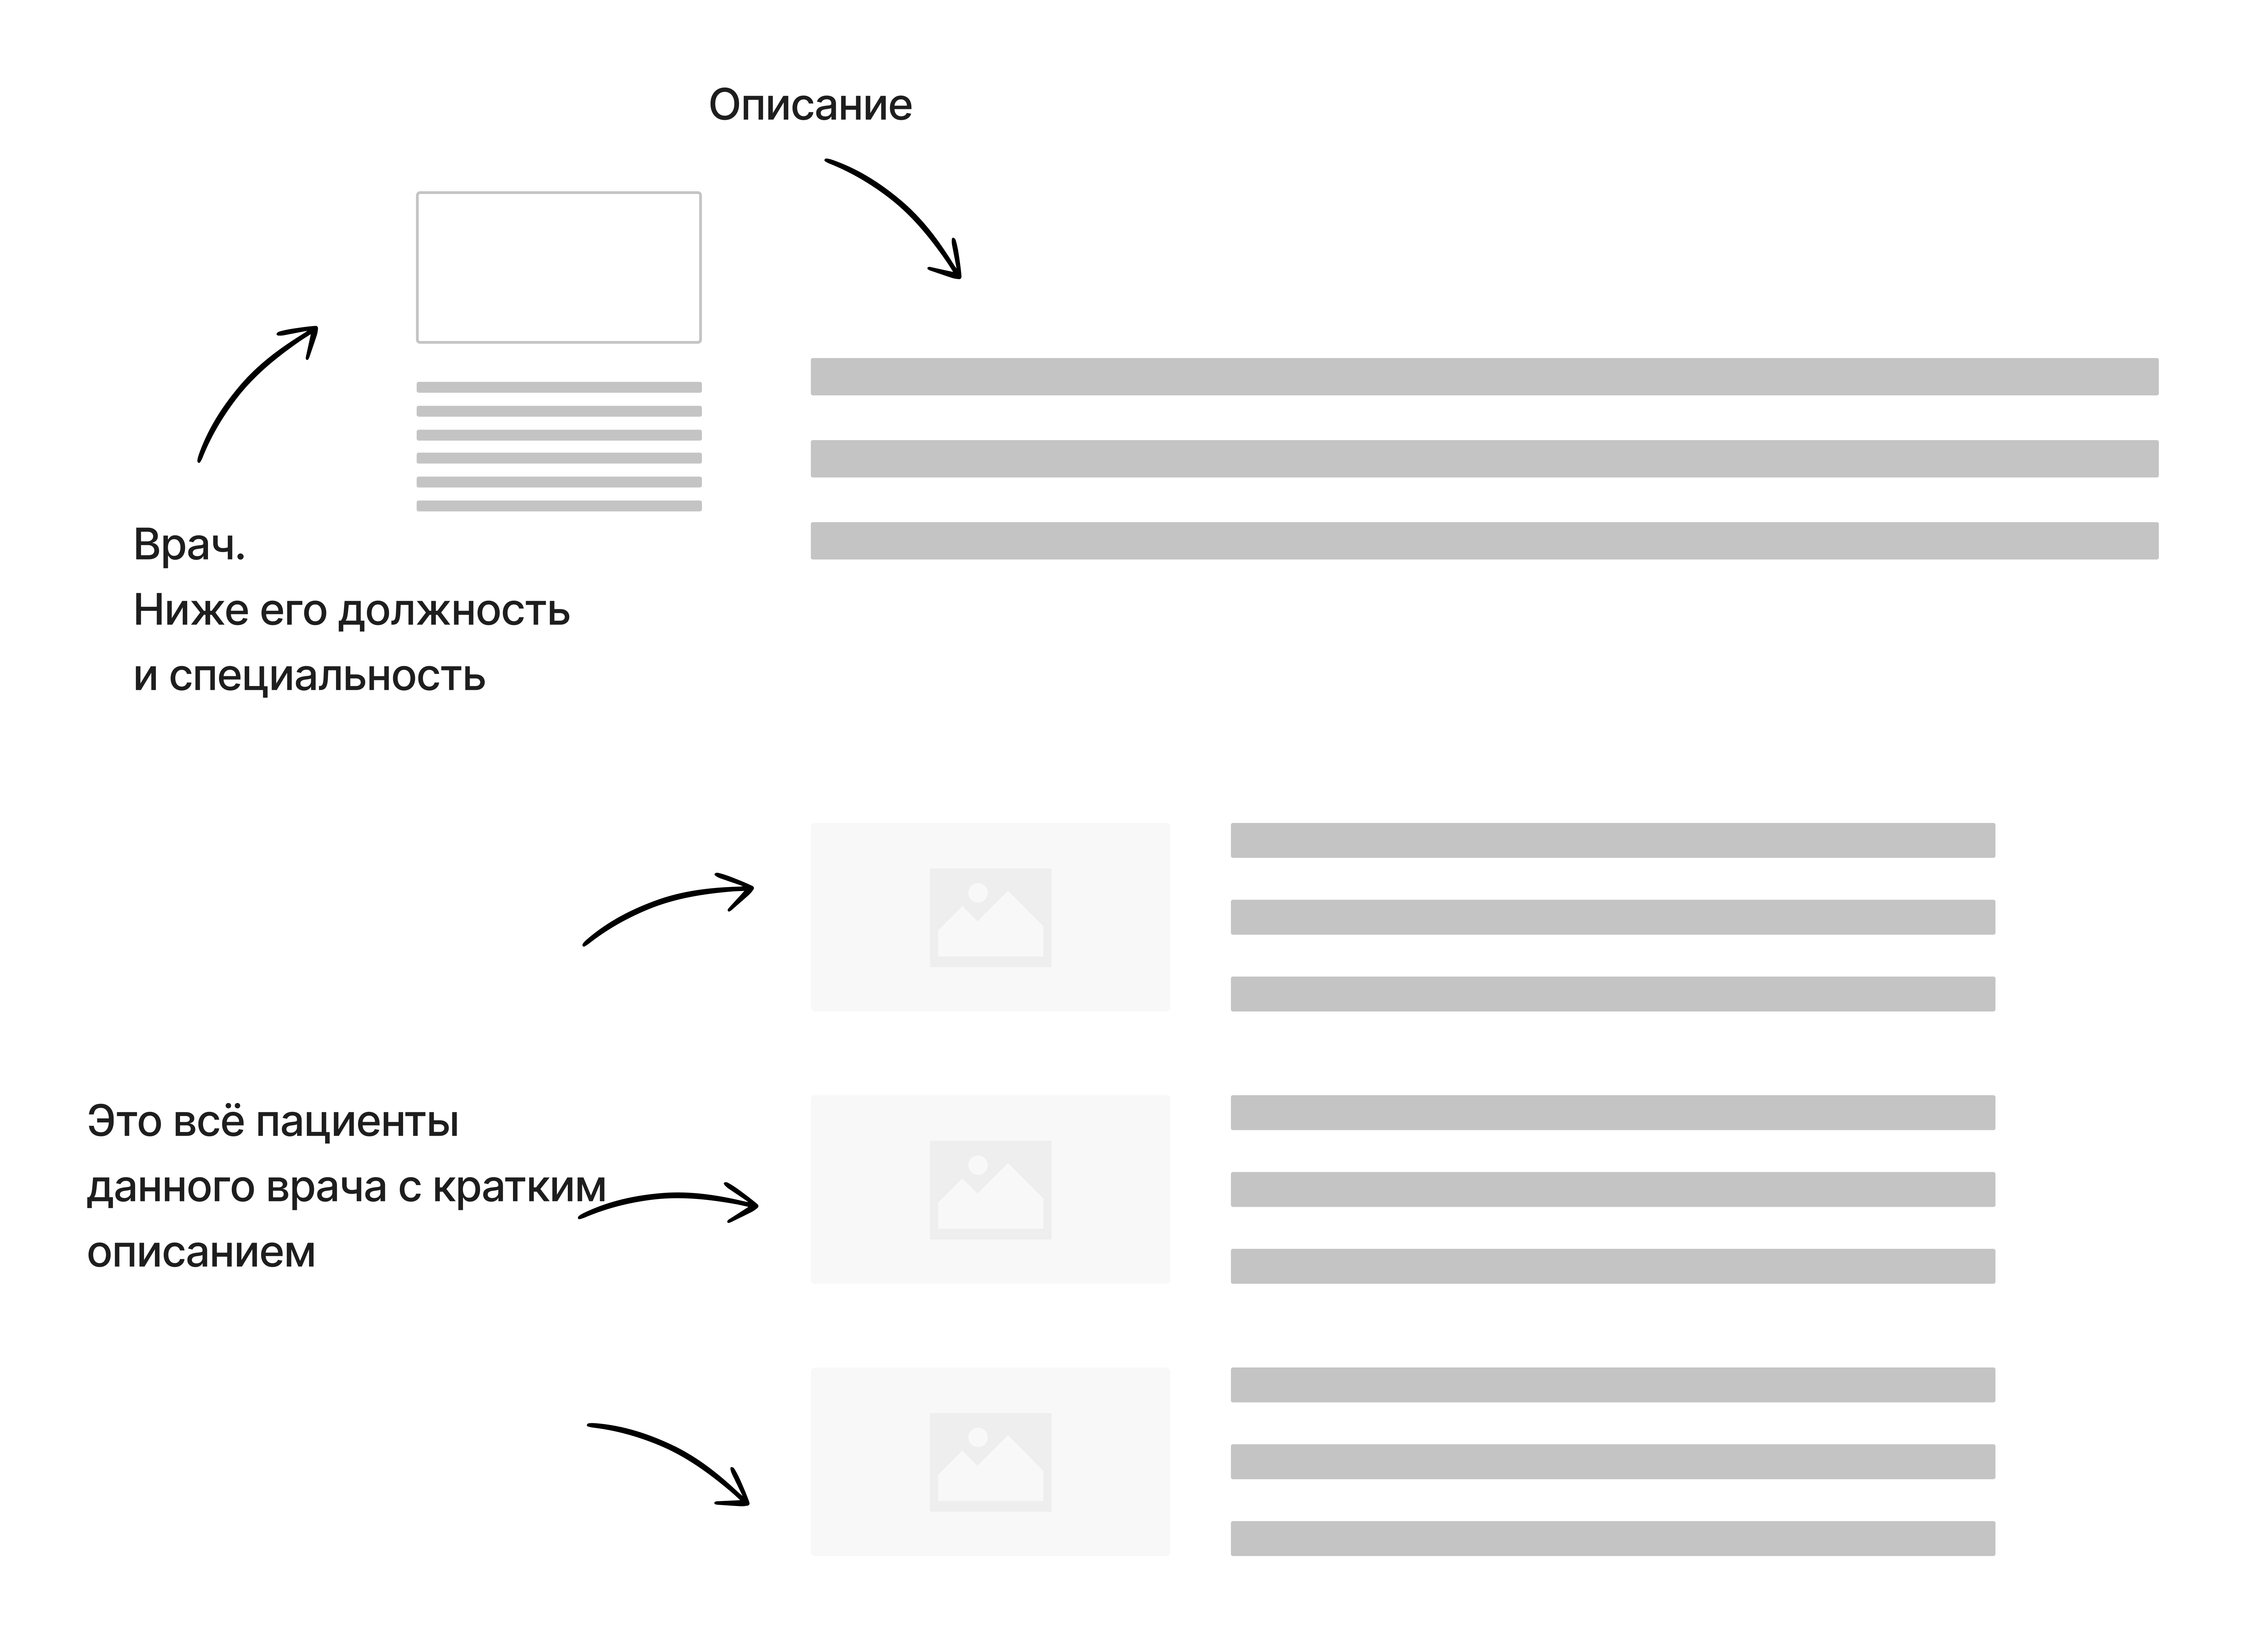 Описание
Врач.
Ниже его должность
и специальность
Это всё пациенты
данного врача с кратким
описанием